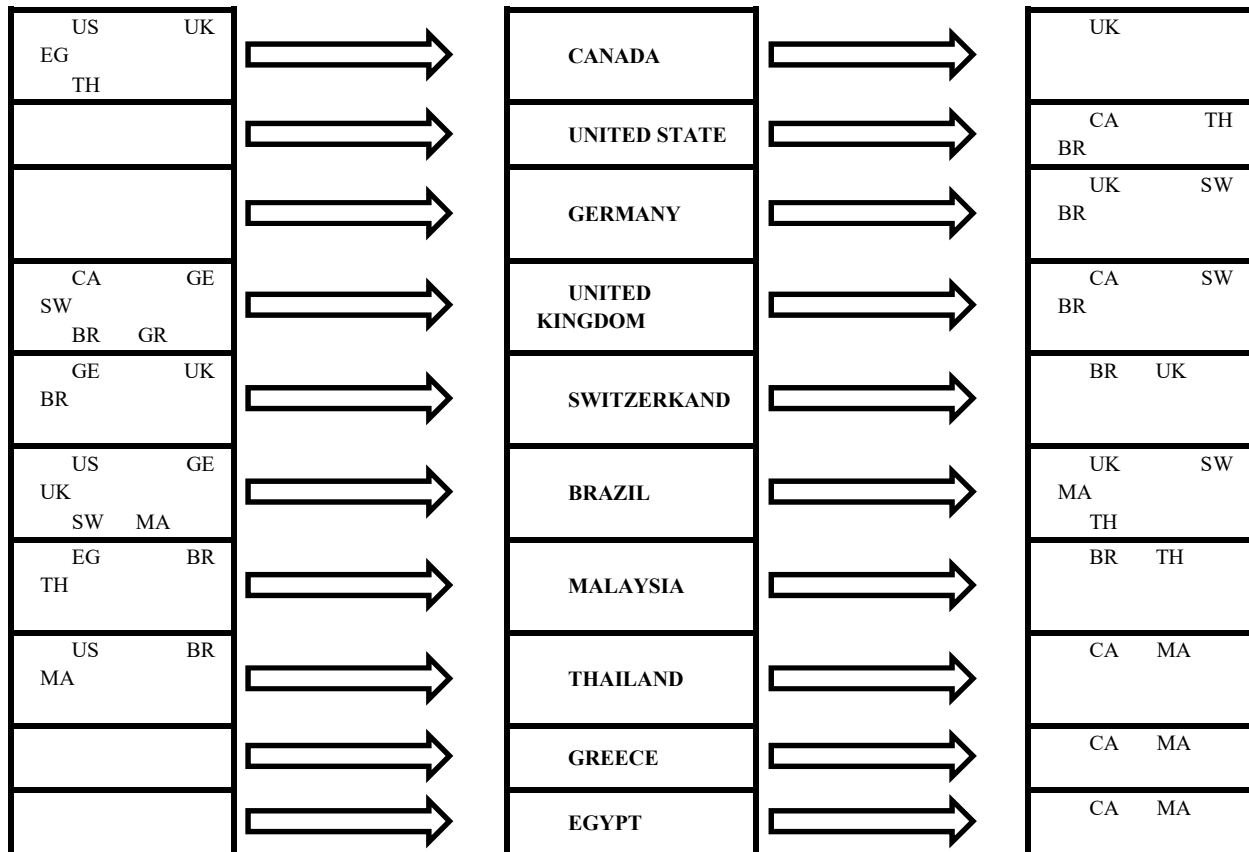 US UK
EG
TH
CANADA
UK
UNITED STATE
CA TH
BR
GERMANY
UK SW
BR
CA GE
SW
BR GR
UNITED
KINGDOM
CA SW
BR
GE UK
BR
SWITZERKAND
BR UK
US GE
UK
SW MA
BRAZIL
UK SW
MA
TH
EG BR
TH
MALAYSIA
BR TH
US BR
MA
THAILAND
CA MA
GREECE
CA MA
EGYPT
CA MA